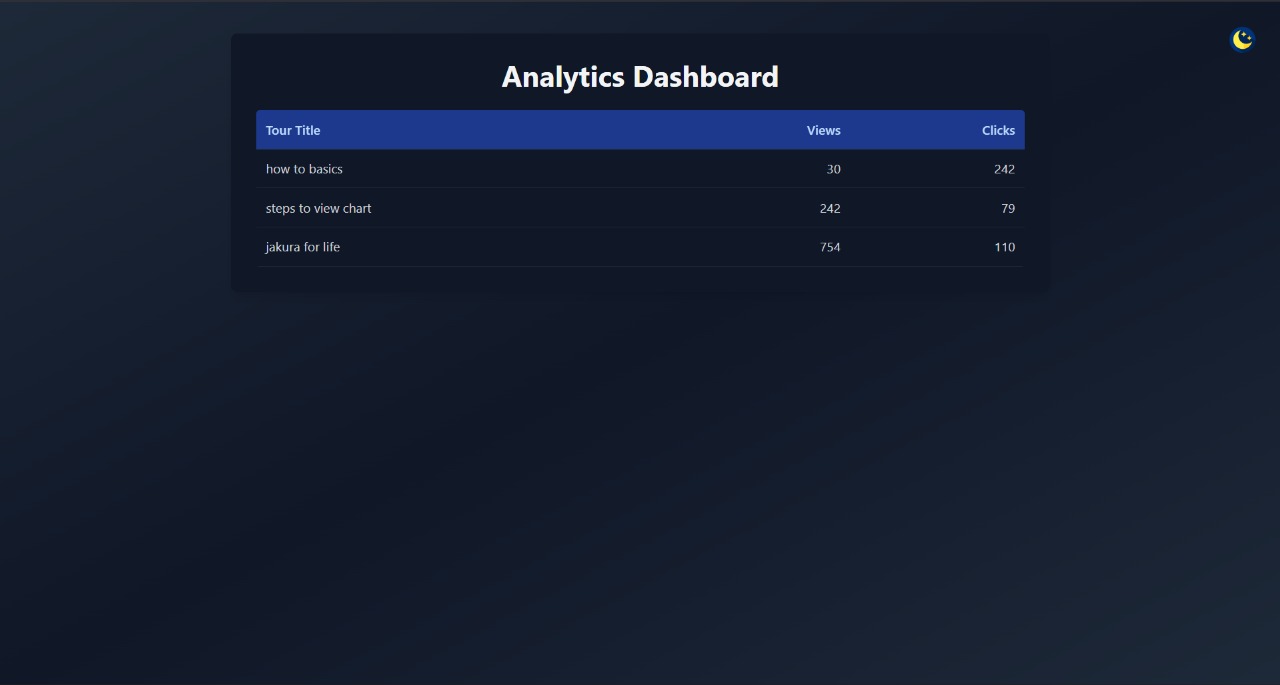 Analytics Dashboard
Tour Title Views Clicks
how to basics 30 242
steps to view chart 242 79
jakura for life 754 110